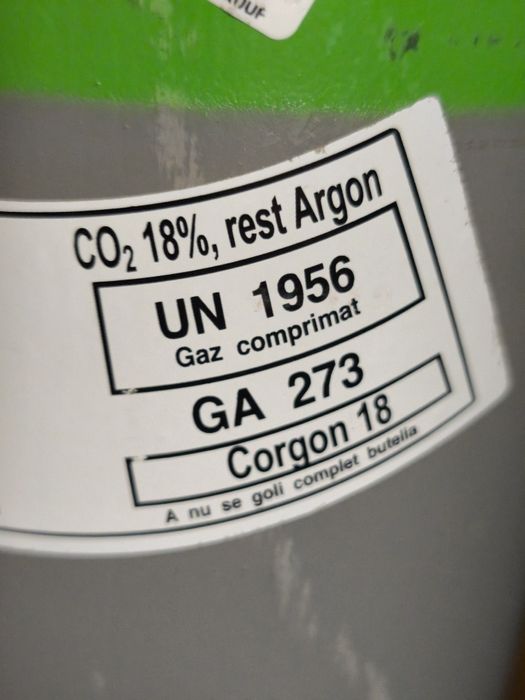 CO₂ 18%, rest Argon
UN 1956
Gaz comprimat
GA 273
Corgon 18
A nu se goli complet butelia